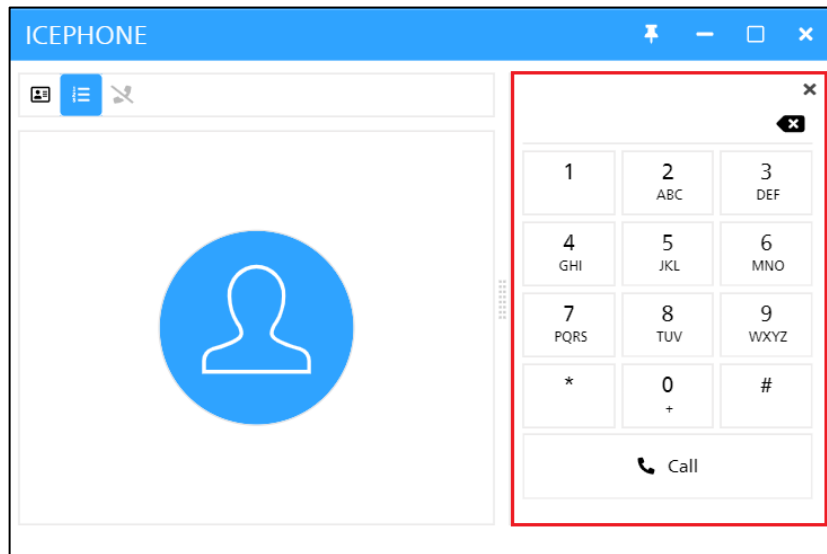 ICEPHONE
1 2 3
ABC DEF
4 5 6
GHI JKL MNO
7 8 9
PQRS TUV WXYZ
* 0 #
+
Call